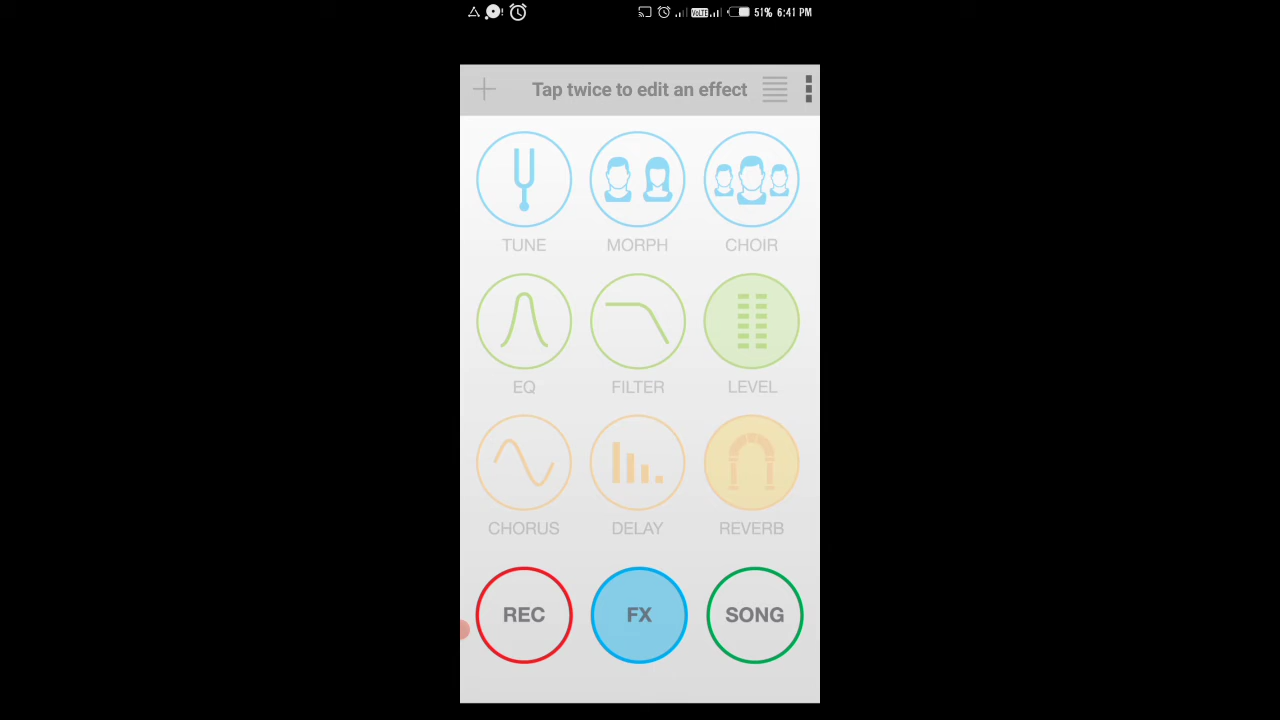 VoLTE 51% 6:41 PM
Tap twice to edit an effect
TUNE MORPH CHOIR
EQ FILTER LEVEL
CHORUS DELAY REVERB
REC FX SONG